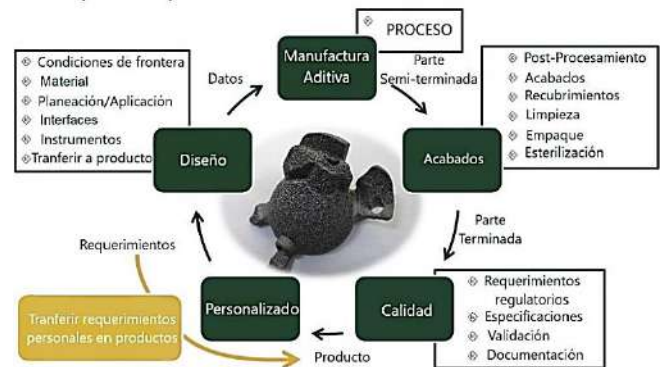 PROCESO
Manufactura
Aditiva
Datos
Parte
Semi-terminada
Condiciones de frontera
Material
Planeación/Aplicación
Interfaces
Instrumentos
Tranferir a producto
Diseño
Post-Procesamiento
Acabados
Recubrimientos
Limpieza
Empaque
Esterilización
Acabados
Parte
Terminada
Requerimientos
Personalizado
Calidad
Requerimientos
regulatorios
Especificaciones
Validación
Documentación
Tranferir requerimientos
personales en productos
Producto